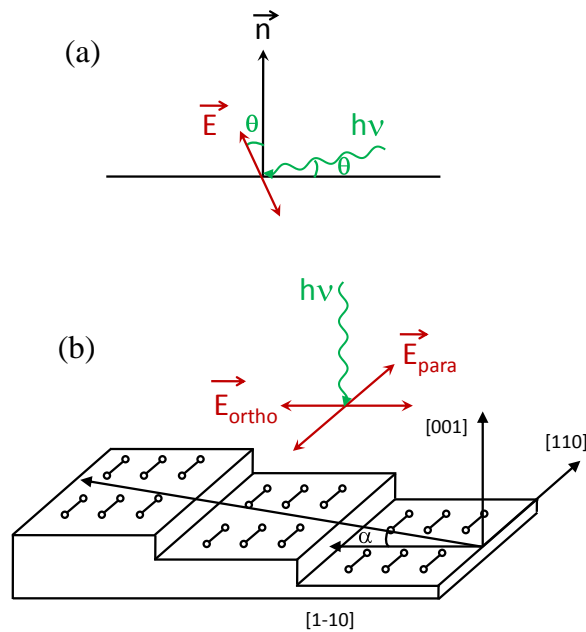 (a)
n
E
θ
hν
θ
hν
(b)
E para
E ortho
[001]
[110]
α
[1-10]